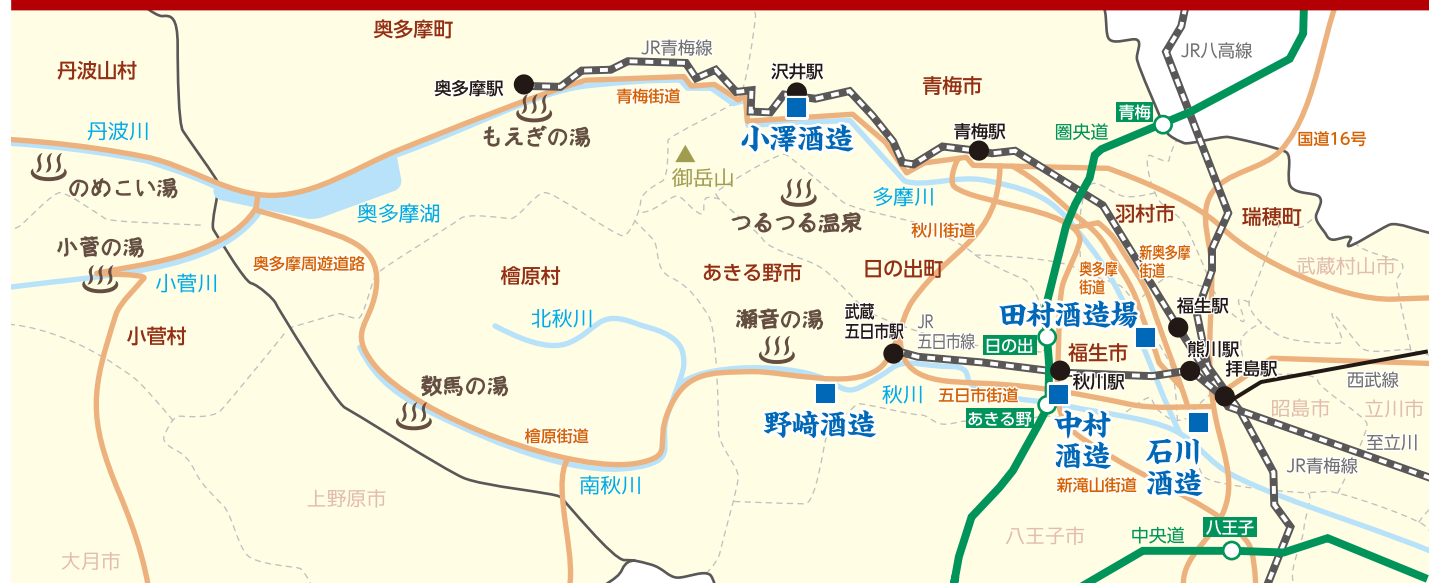 奥多摩町
JR青梅線
JR八高線
丹波山村
沢井駅
奥多摩駅
青梅市
青梅街道
青梅
丹波川
もえぎの湯
小澤酒造
青梅駅
圏央道
国道16号
のめこい湯
御岳山
奥多摩湖
つるつる温泉
多摩川
羽村市
瑞穂町
秋川街道
小菅の湯
奥多摩周遊道路
檜原村
あきる野市
日の出町
新奥多摩
街道
奥多摩
街道
武蔵村山市
小菅川
小菅村
北秋川
瀬音の湯
武蔵
五日市駅
JR
五日市線
田村酒造場
福生駅
日の出
福生市
熊川駅
拝島駅
数馬の湯
秋川駅
西武線
野﨑酒造
秋川
五日市街道
あきる野
昭島市
立川市
檜原街道
中村
酒造
石川
酒造
至立川
JR青梅線
南秋川
新滝山街道
上野原市
大月市
八王子市
中央道
八王子